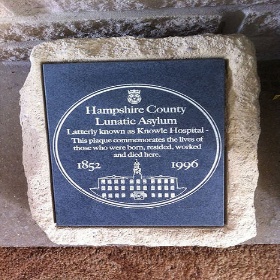 Hampshire County
Lunatic Asylum
Latterly known as Knowle Hospital -
This plaque commemorates the lives of
those who were born, resided, worked
and died here.
1852 1996